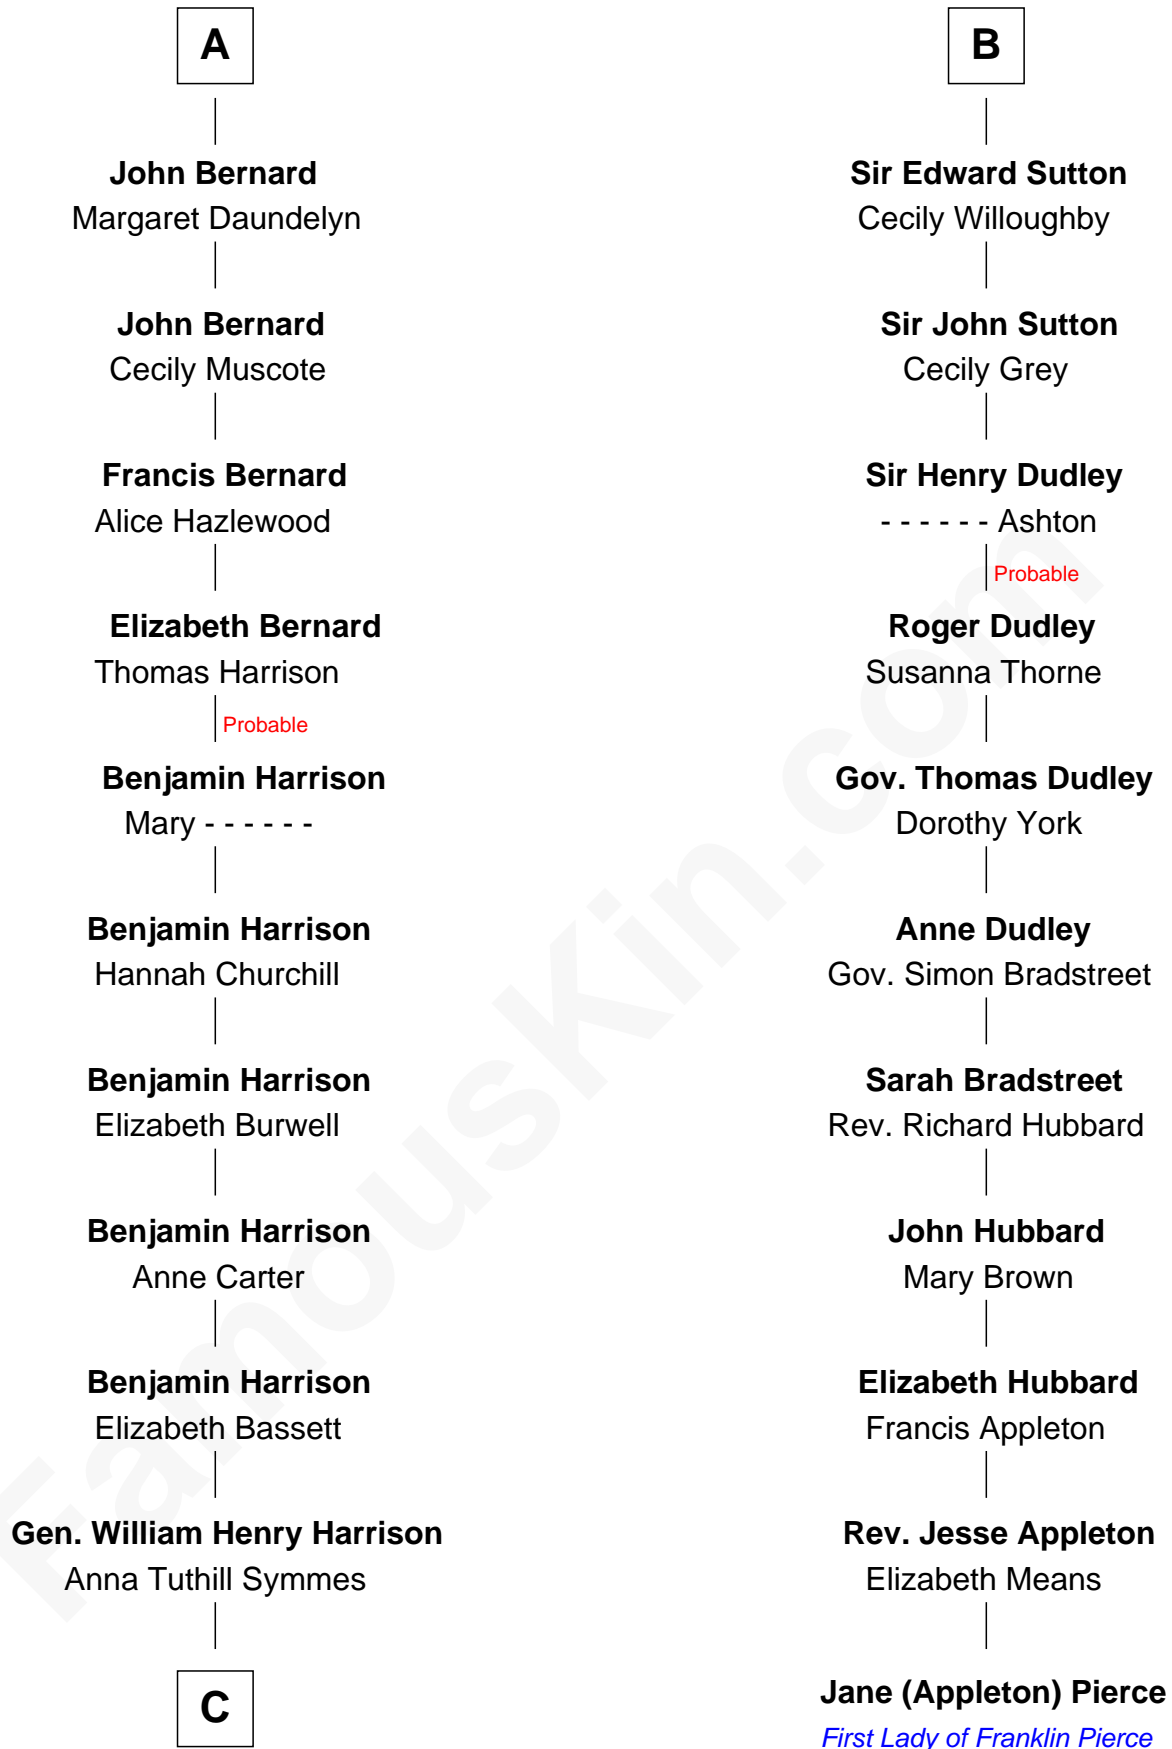 A
John Bernard
Margaret Daundelyn
John Bernard
Cecily Muscote
Francis Bernard
Alice Hazlewood
Elizabeth Bernard
Thomas Harrison
Probable
Benjamin Harrison
Mary - - - - - -
Benjamin Harrison
Hannah Churchill
Benjamin Harrison
Elizabeth Burwell
Benjamin Harrison
Anne Carter
Benjamin Harrison
Elizabeth Bassett
Gen. William Henry Harrison
Anna Tuthill Symmes
C
B
Sir Edward Sutton
Cecily Willoughby
Sir John Sutton
Cecily Grey
Sir Henry Dudley
- - - - - - Ashton
Probable
Roger Dudley
Susanna Thorne
Gov. Thomas Dudley
Dorothy York
Anne Dudley
Gov. Simon Bradstreet
Sarah Bradstreet
Rev. Richard Hubbard
John Hubbard
Mary Brown
Elizabeth Hubbard
Francis Appleton
Rev. Jesse Appleton
Elizabeth Means
Jane (Appleton) Pierce
First Lady of Franklin Pierce
FamousKin.com